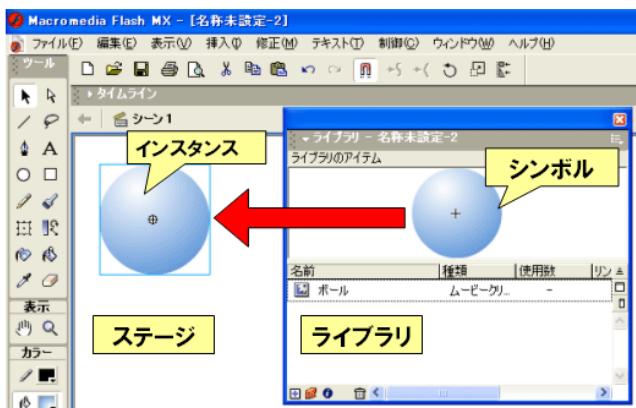 Macromedia Flash MX - [名称未設定-2]
ファイル(F) 編集(E) 表示(V) 挿入(I) 修正(M) テキスト(T) 制御(C) ウィンドウ(W) ヘルプ(H)
ツール
タイムライン
シーン1
ライブラリ - 名称未設定-2
ライブラリのアイテム
インスタンス
シンボル
名前 種類 使用数 リン
ボール ムービークリ... -
表示
ステージ
ライブラリ
カラー